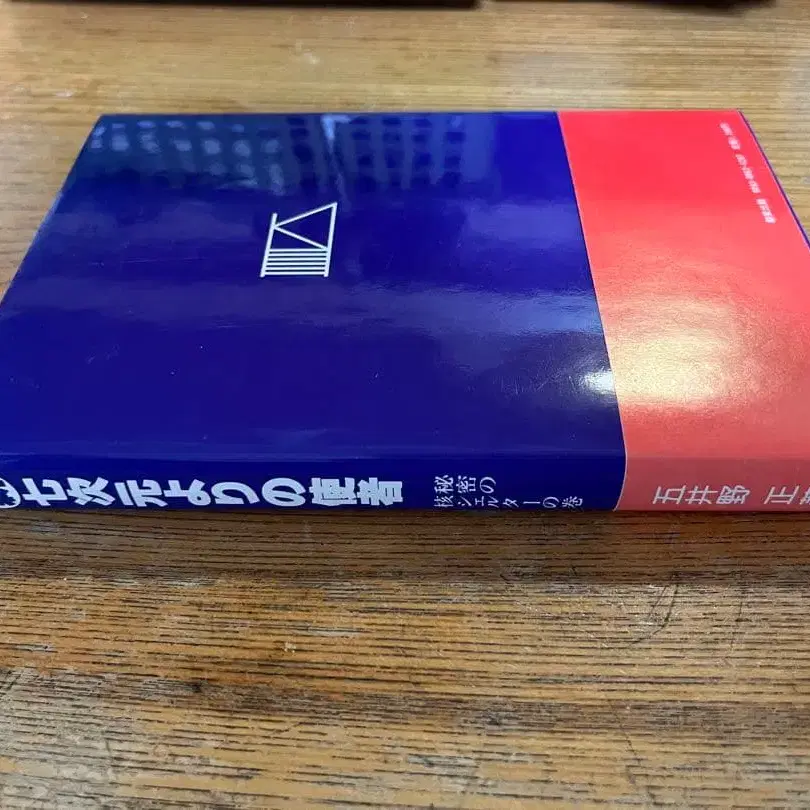 七次元よりの使者
秘密の
核シェルターの巻
五井野 正